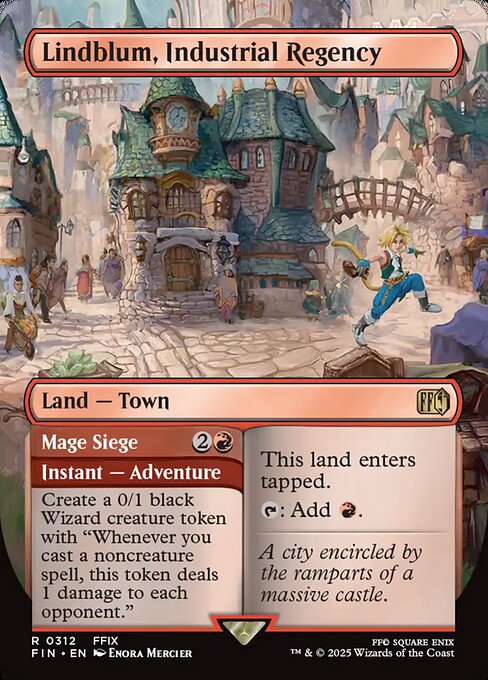 Lindblum, Industrial Regency
Land — Town
FFIX
Mage Siege 2
Instant — Adventure
Create a 0/1 black
Wizard creature token
with “Whenever you
cast a noncreature
spell, this token deals
1 damage to each
opponent.”
This land enters
tapped.
: Add .
A city encircled by
the ramparts of a
massive castle.
R 0312 FFIX
FIN • EN Enora Mercier
FF® SQUARE ENIX
™ & © 2025 Wizards of the Coast